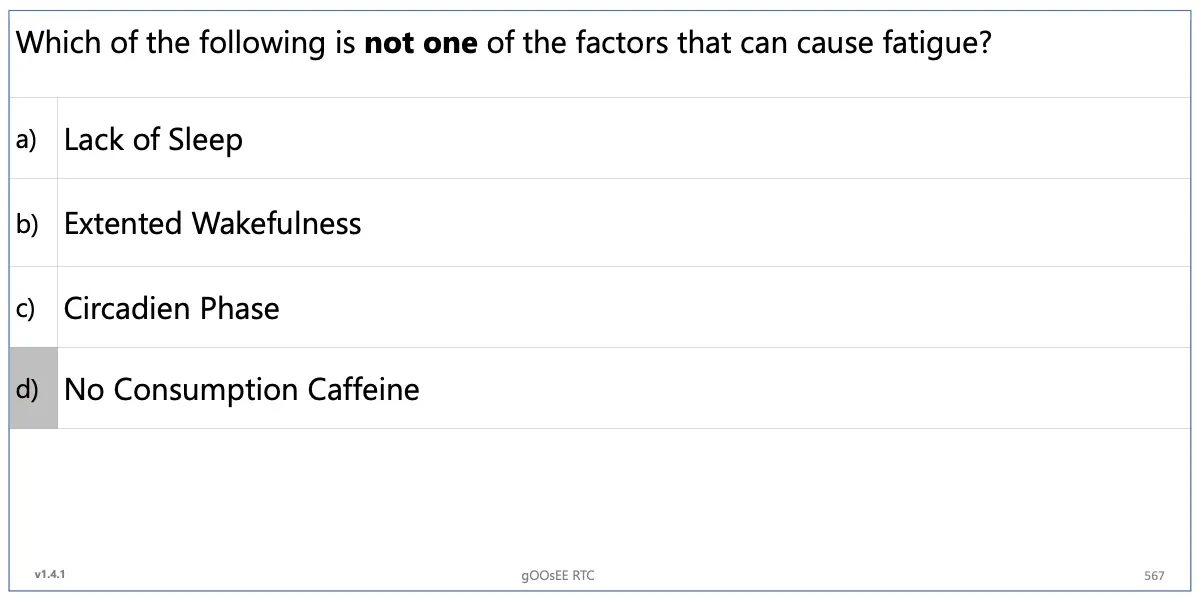 Which of the following is not one of the factors that can cause fatigue?
a) Lack of Sleep
b) Extented Wakefulness
c) Circadien Phase
d) No Consumption Caffeine
v1.4.1 gOOsEE RTC 567